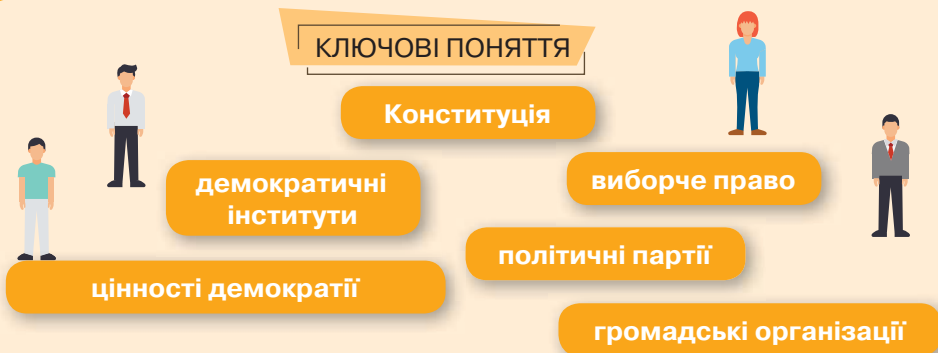 КЛЮЧОВІ ПОНЯТТЯ
Конституція
демократичні
інститути
виборче право
політичні партії
цінності демократії
громадські організації